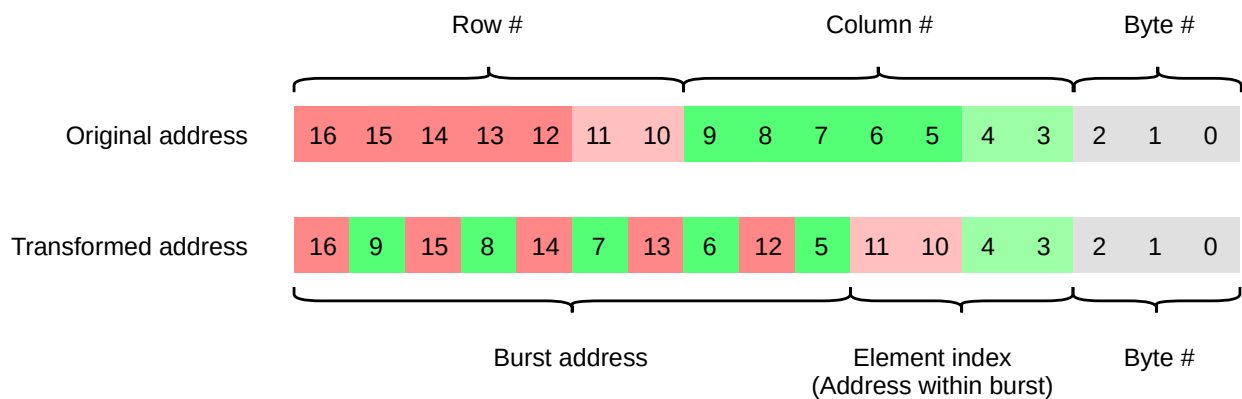 Row # Column # Byte #
Original address 16 15 14 13 12 11 10 9 8 7 6 5 4 3 2 1 0
Transformed address 16 9 15 8 14 7 13 6 12 5 11 10 4 3 2 1 0
Burst address Element index Byte #
(Address within burst)